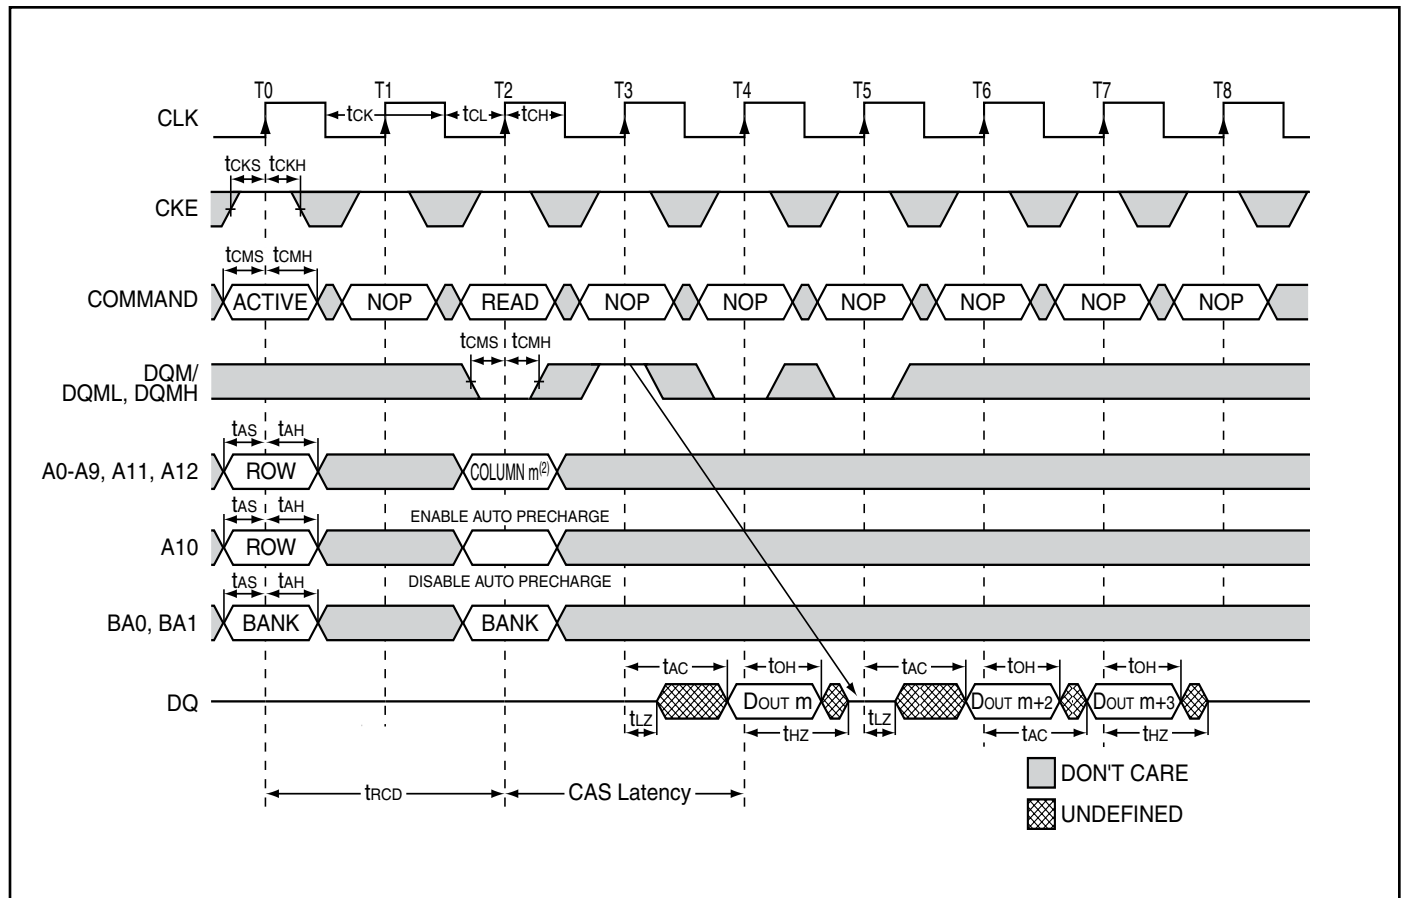 T0 T1 T2 T3 T4 T5 T6 T7 T8
CLK tCK tCL tCH
tCKS tCKH
CKE
tCMS tCMH
COMMAND ACTIVE NOP READ NOP NOP NOP NOP NOP NOP
tCMS tCMH
DQM/
DQML, DQMH
tAS tAH
A0-A9, A11, A12 ROW COLUMN m(2)
tAS tAH ENABLE AUTO PRECHARGE
A10 ROW
tAS tAH DISABLE AUTO PRECHARGE
BA0, BA1 BANK BANK
tAC tOH tAC tOH tOH
DQ DOUT m DOUT m+2 DOUT m+3
tLZ tHZ tLZ tAC tHZ
DON'T CARE
tRCD CAS Latency
UNDEFINED